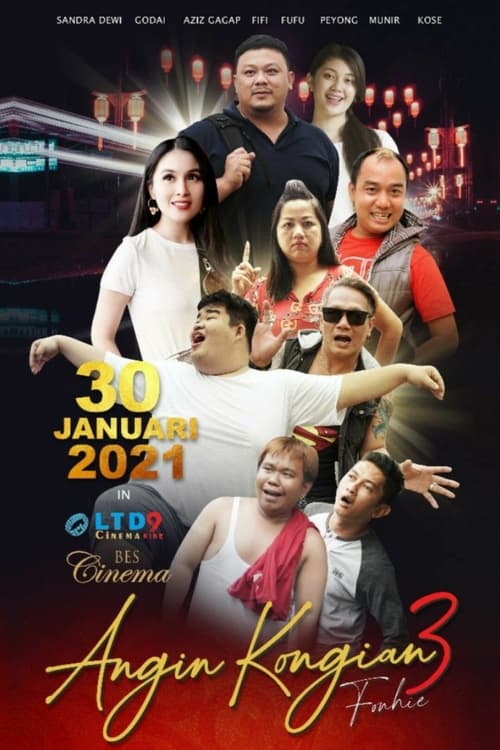 SANDRA DEWI GODAI AZIZ GAGAP FIFI FUFU PEYONG MUNIR KOSE
30
JANUARI
2021
IN
LTD9
CINEMA KING
BES
Cinema
Angin Kongian 3
Fonhie